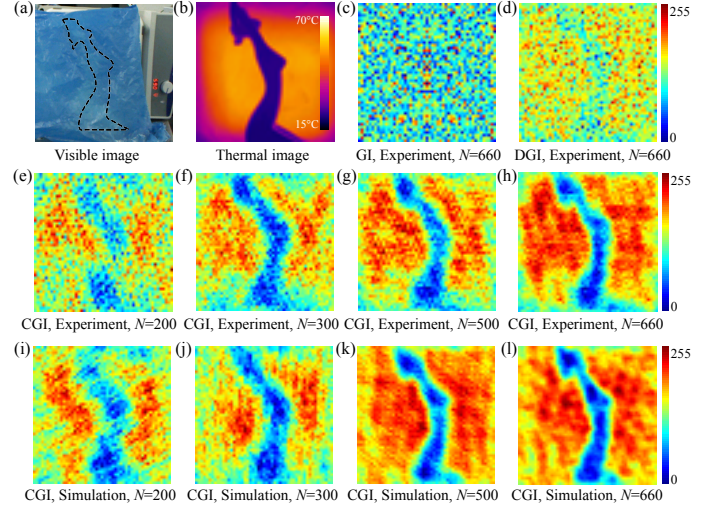 (a) (b) (c) (d)
70°C
15°C
255
0
Visible image Thermal image GI, Experiment, N=660 DGI, Experiment, N=660
(e) (f) (g) (h)
255
0
CGI, Experiment, N=200 CGI, Experiment, N=300 CGI, Experiment, N=500 CGI, Experiment, N=660
(i) (j) (k) (l)
255
0
CGI, Simulation, N=200 CGI, Simulation, N=300 CGI, Simulation, N=500 CGI, Simulation, N=660